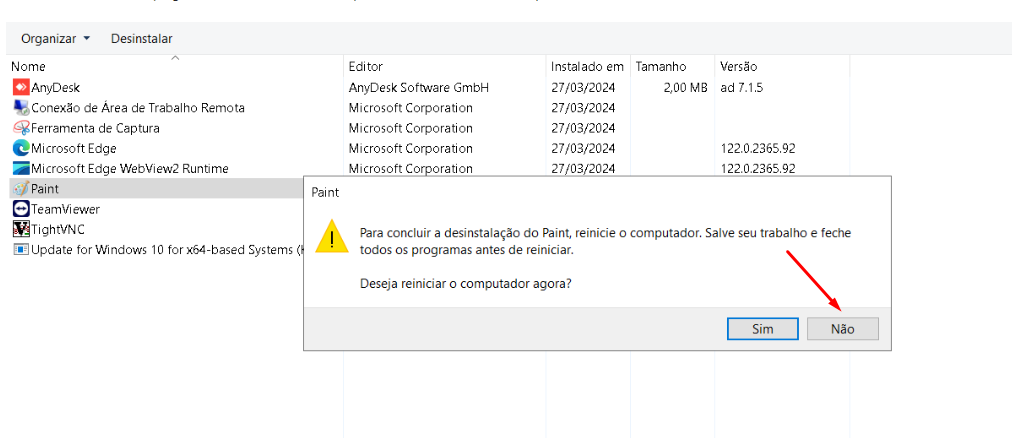 Organizar Desinstalar
Nome Editor Instalado em Tamanho Versão
AnyDesk AnyDesk Software GmbH 27/03/2024 2,00 MB ad 7.1.5
Conexão de Área de Trabalho Remota Microsoft Corporation 27/03/2024
Ferramenta de Captura Microsoft Corporation 27/03/2024
Microsoft Edge Microsoft Corporation 27/03/2024 122.0.2365.92
Microsoft Edge WebView2 Runtime Microsoft Corporation 27/03/2024 122.0.2365.92
Paint
TeamViewer
TightVNC
Update for Windows 10 for x64-based Systems
Paint
Para concluir a desinstalação do Paint, reinicie o computador. Salve seu trabalho e feche
todos os programas antes de reiniciar.
Deseja reiniciar o computador agora?
Sim Não